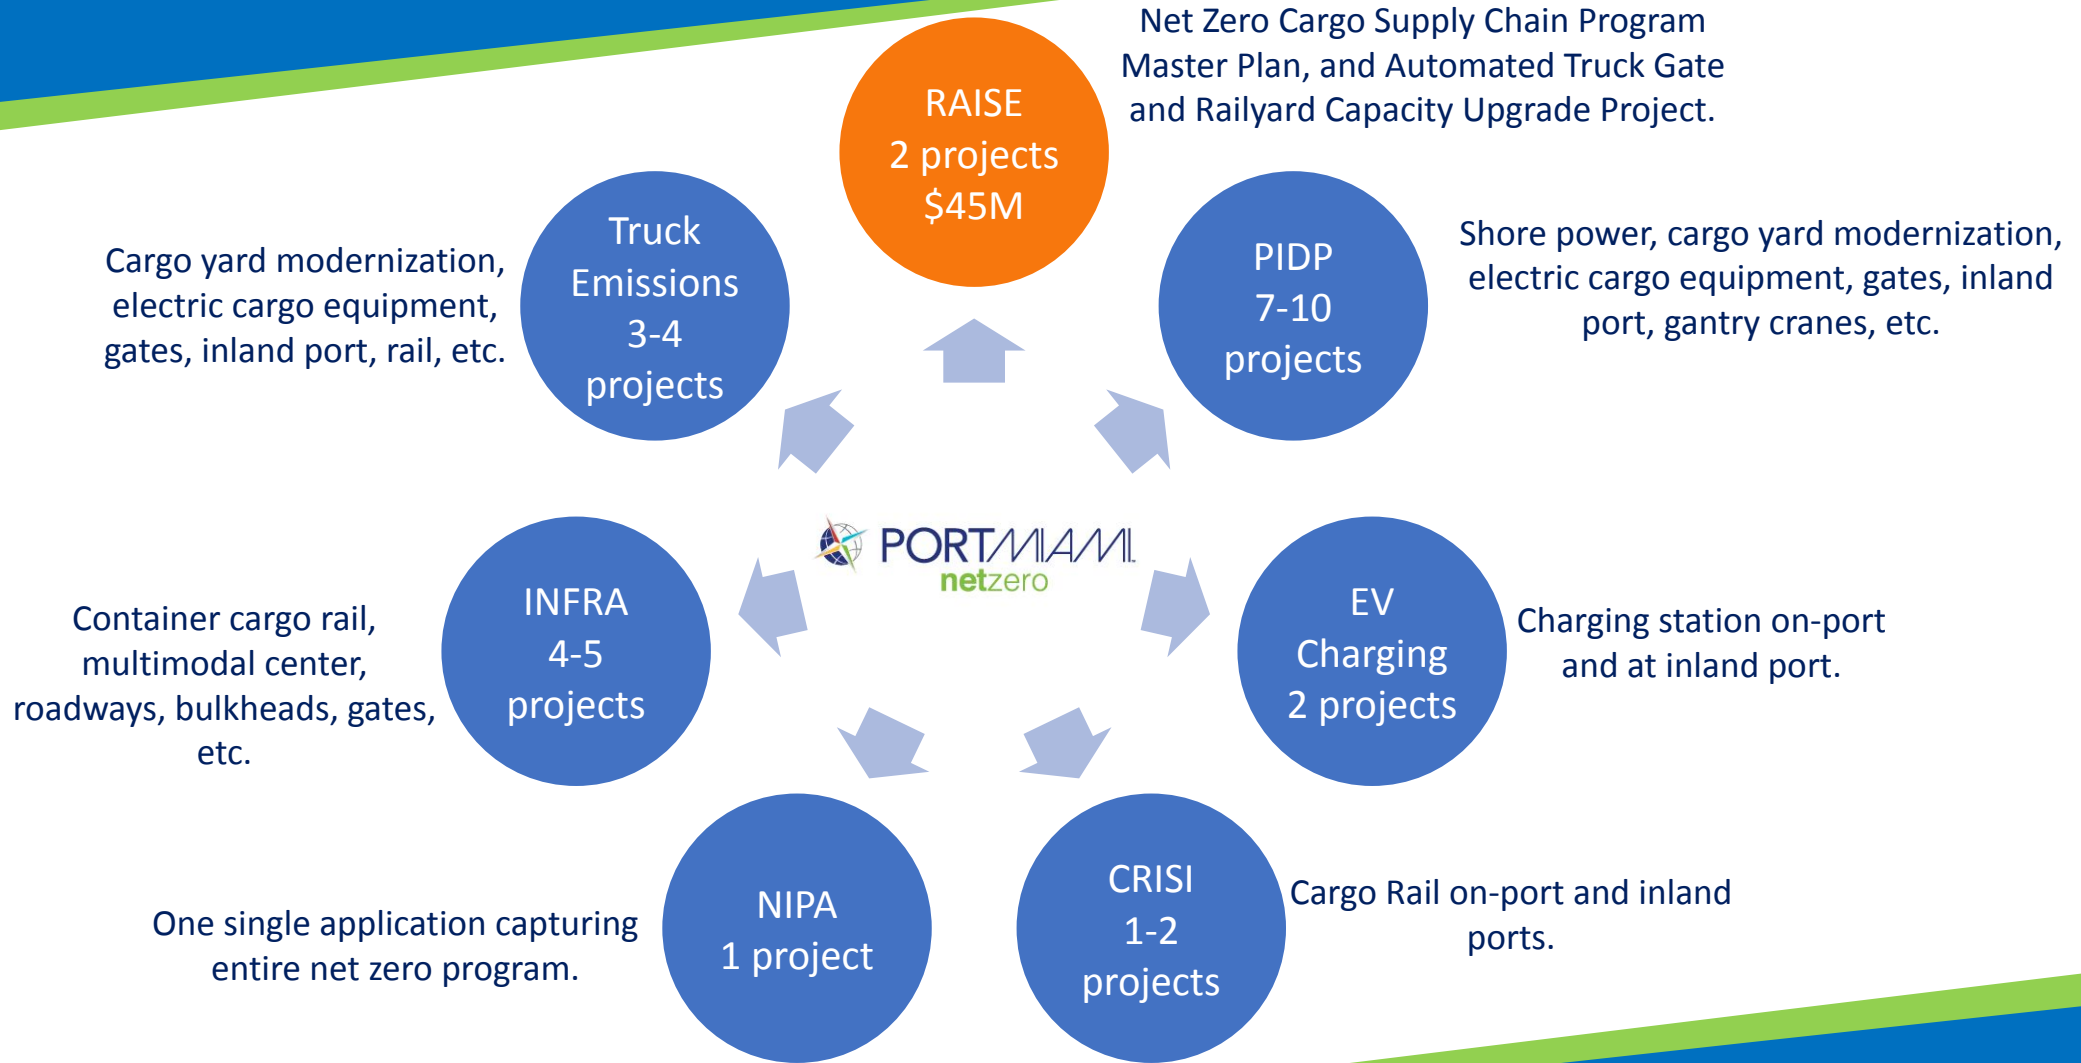 Net Zero Cargo Supply Chain Program
Master Plan, and Automated Truck Gate
and Railyard Capacity Upgrade Project.
RAISE
2 projects
$45M
PIDP
7-10
projects
Shore power, cargo yard modernization,
electric cargo equipment, gates, inland
port, gantry cranes, etc.
EV
Charging
2 projects
Charging station on-port
and at inland port.
CRISI
1-2
projects
Cargo Rail on-port and inland
ports.
NIPA
1 project
One single application capturing
entire net zero program.
INFRA
4-5
projects
Container cargo rail,
multimodal center,
roadways, bulkheads, gates,
etc.
Truck
Emissions
3-4
projects
Cargo yard modernization,
electric cargo equipment,
gates, inland port, rail, etc.
PORTMIAMI
netzero